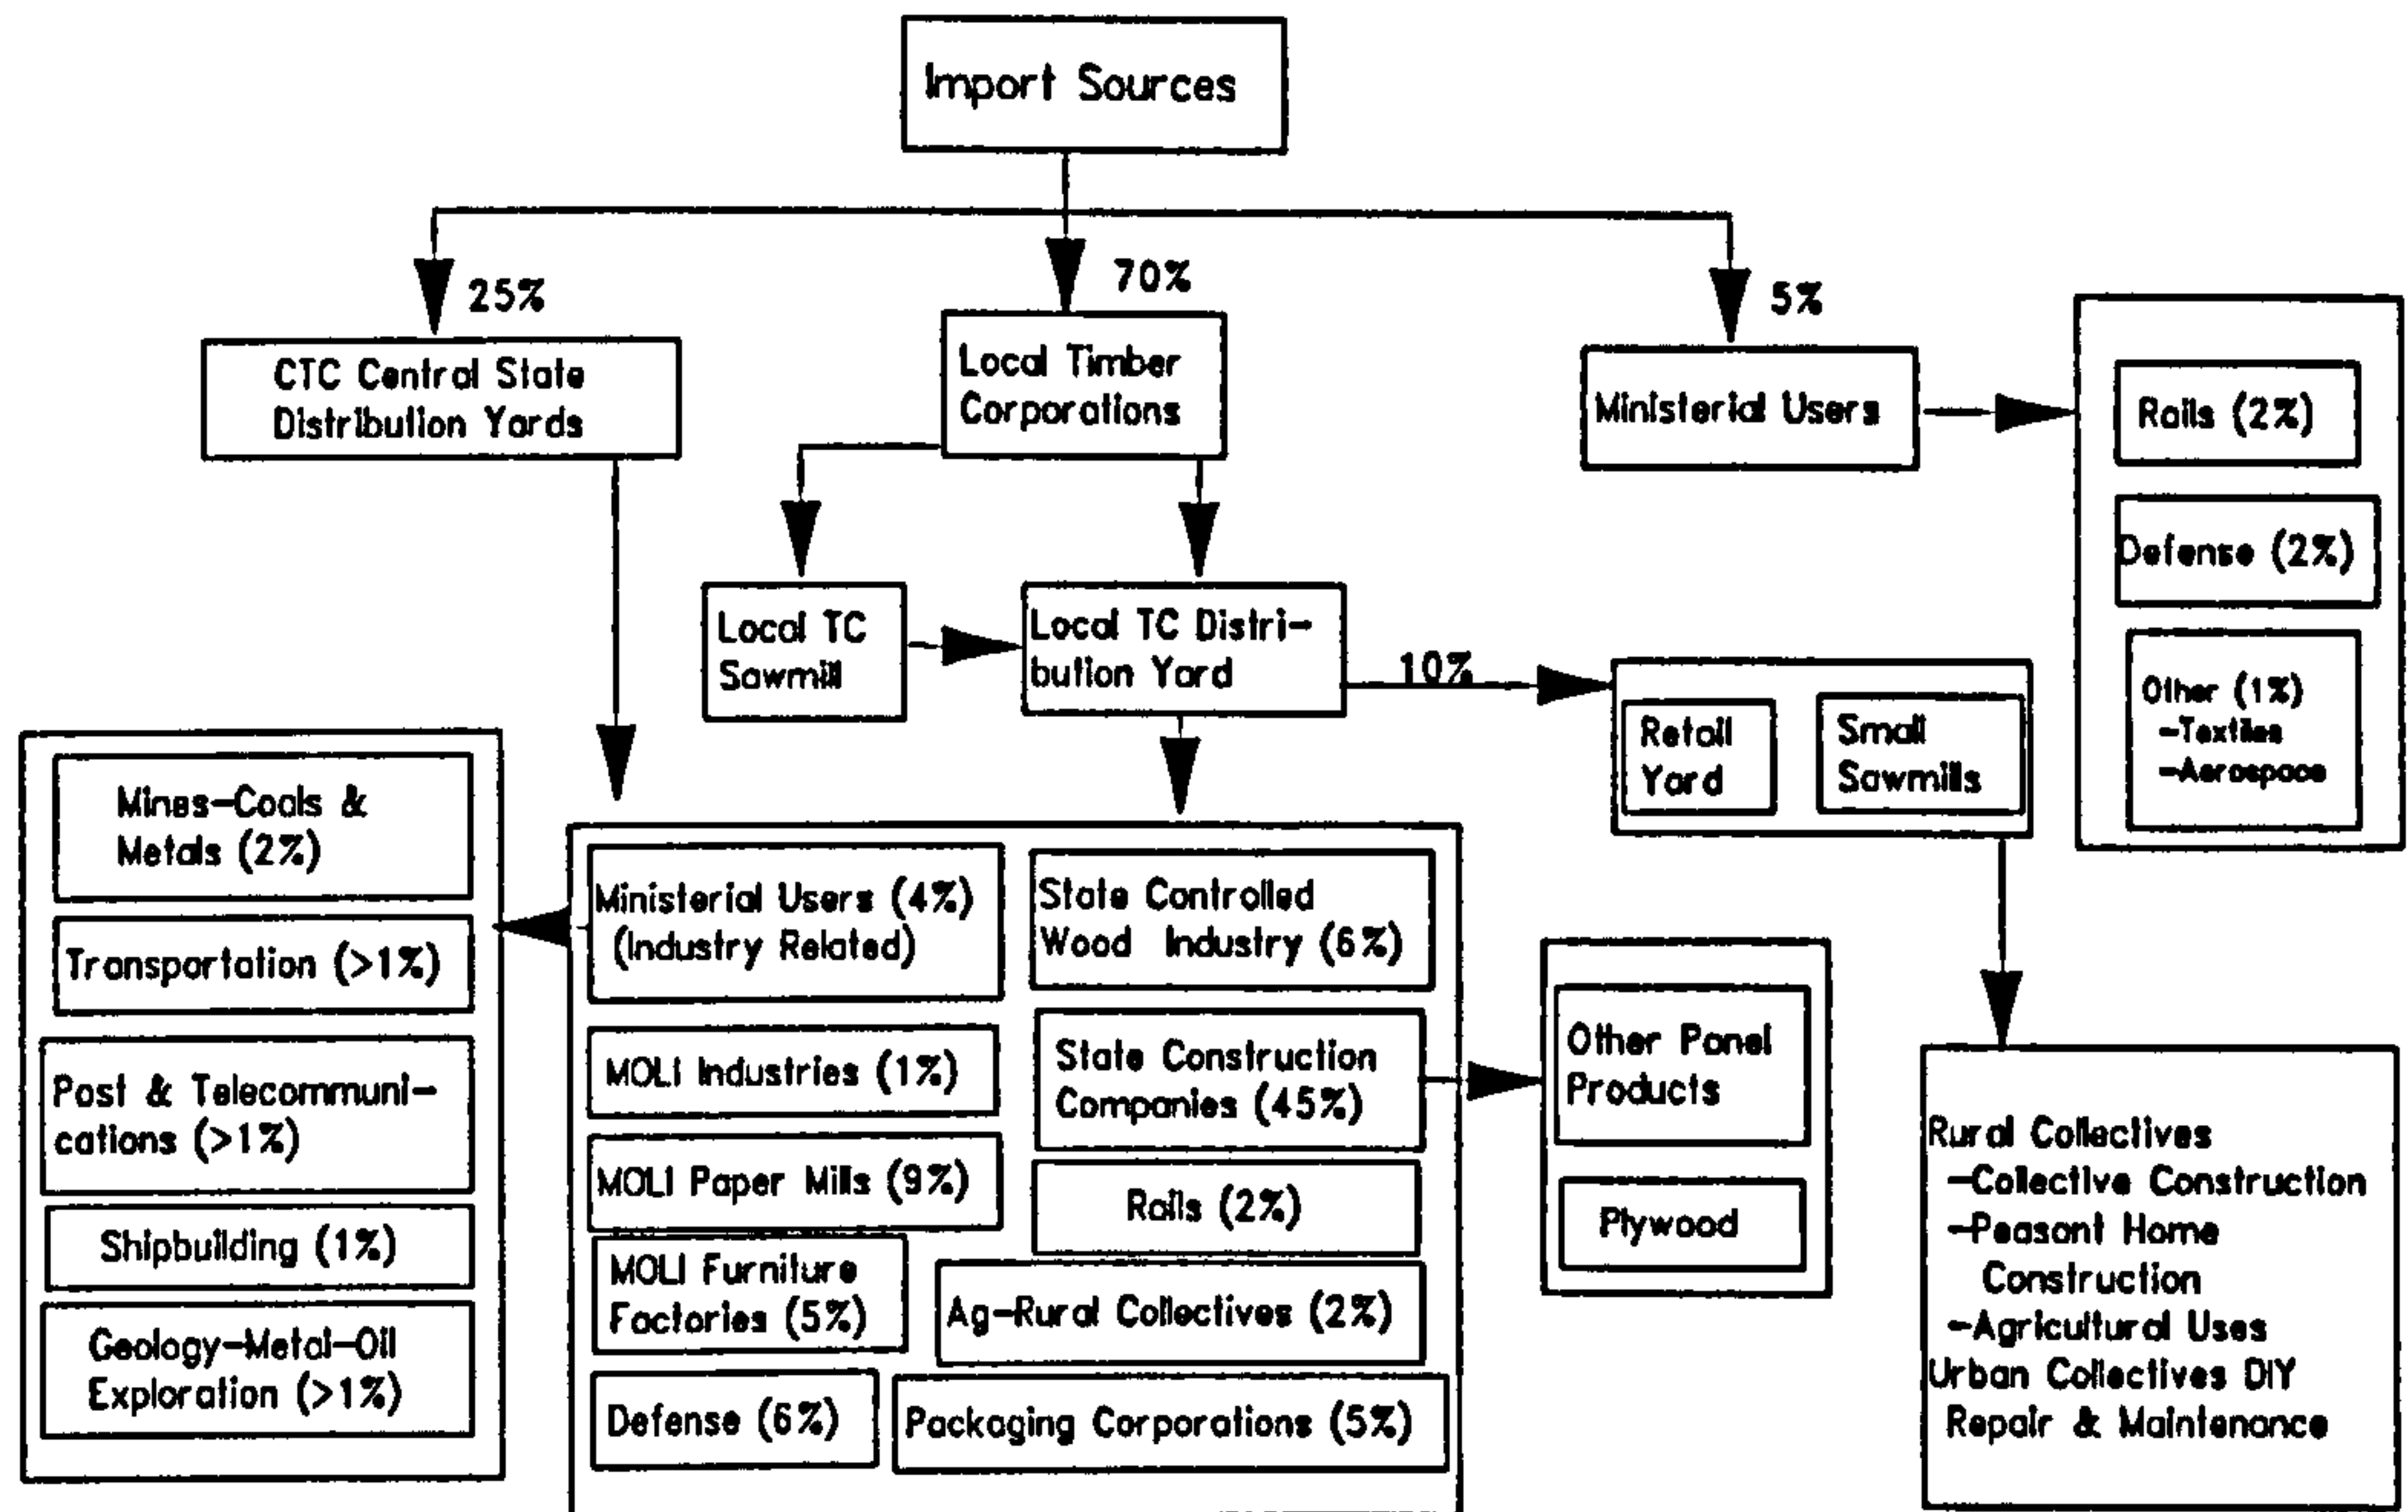 Import Sources
25%
70%
5%
CTC Central State
Distribution Yards
Local Timber
Corporations
Ministerial Users
Rails (2%)
Defense (2%)
Other (1%)
-Textiles
-Aerospace
Local TC
Sawmill
Local TC Distri-
bution Yard
10%
Retail
Yard
Small
Sawmills
Mines-Coals &
Metals (2%)
Transportation (>1%)
Post & Telecommuni-
cations (>1%)
Shipbuilding (1%)
Geology-Metal-Oil
Exploration (>1%)
Ministerial Users (4%)
(Industry Related)
MOLI Industries (1%)
MOLI Paper Mills (9%)
MOLI Furniture
Factories (5%)
Defense (6%)
State Controlled
Wood Industry (6%)
State Construction
Companies (45%)
Rails (2%)
Ag-Rural Collectives (2%)
Packaging Corporations (5%)
Other Panel
Products
Plywood
Rural Collectives
-Collective Construction
-Peasant Home
Construction
-Agricultural Uses
Urban Collectives DIY
Repair & Maintenance